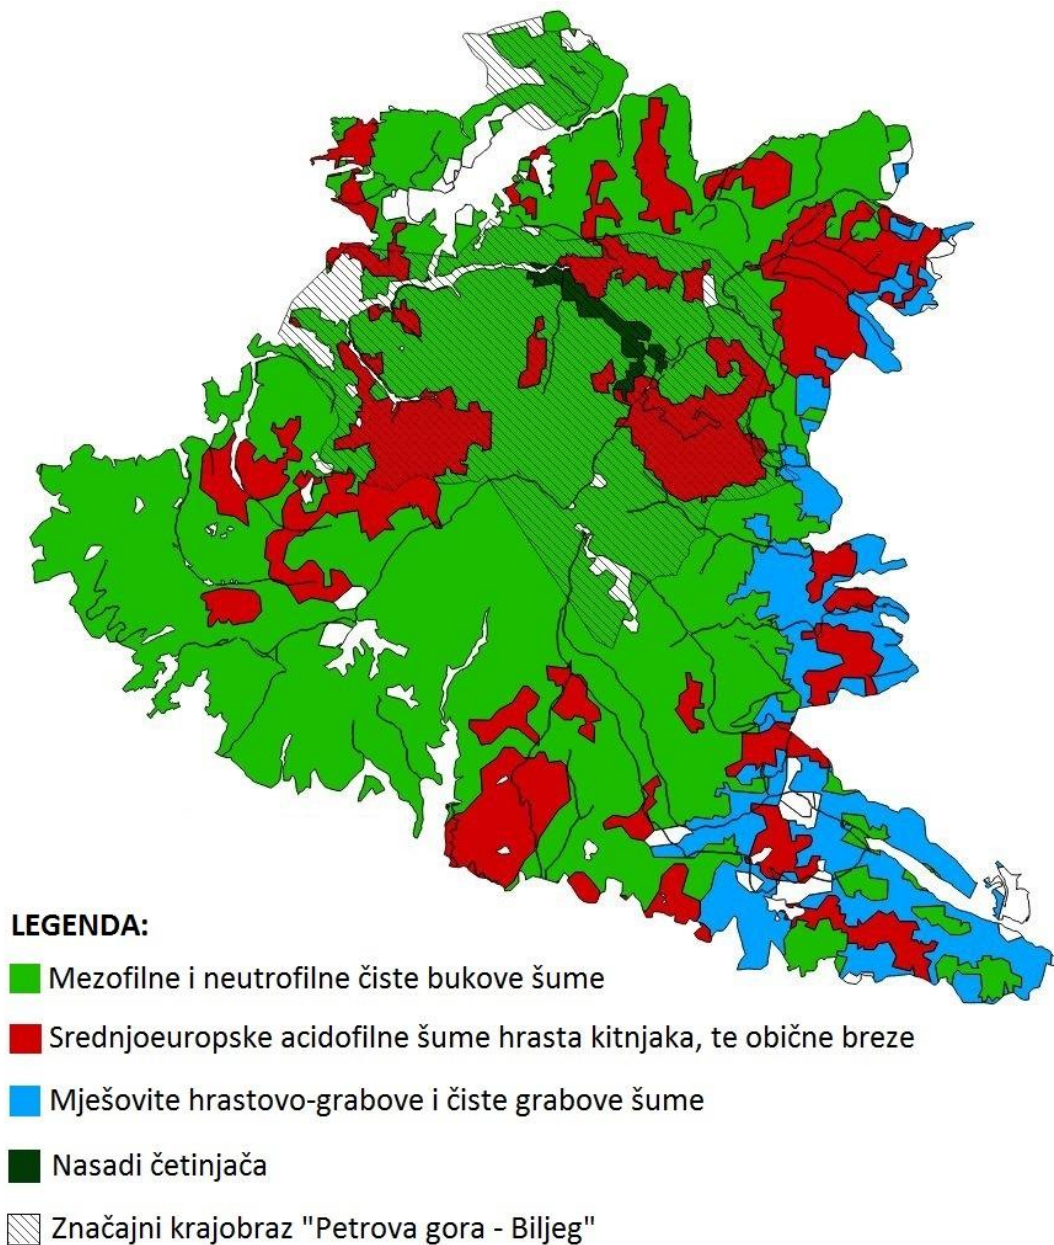 LEGENDA:
Mezofilne i neutrofilne čiste bukove šume
Srednjoeuropske acidofilne šume hrasta kitnjaka, te obične breze
Mješovite hrastovo-grabove i čiste grabove šume
Nasadi četinjača
Značajni krajobraz "Petrova gora - Biljeg"